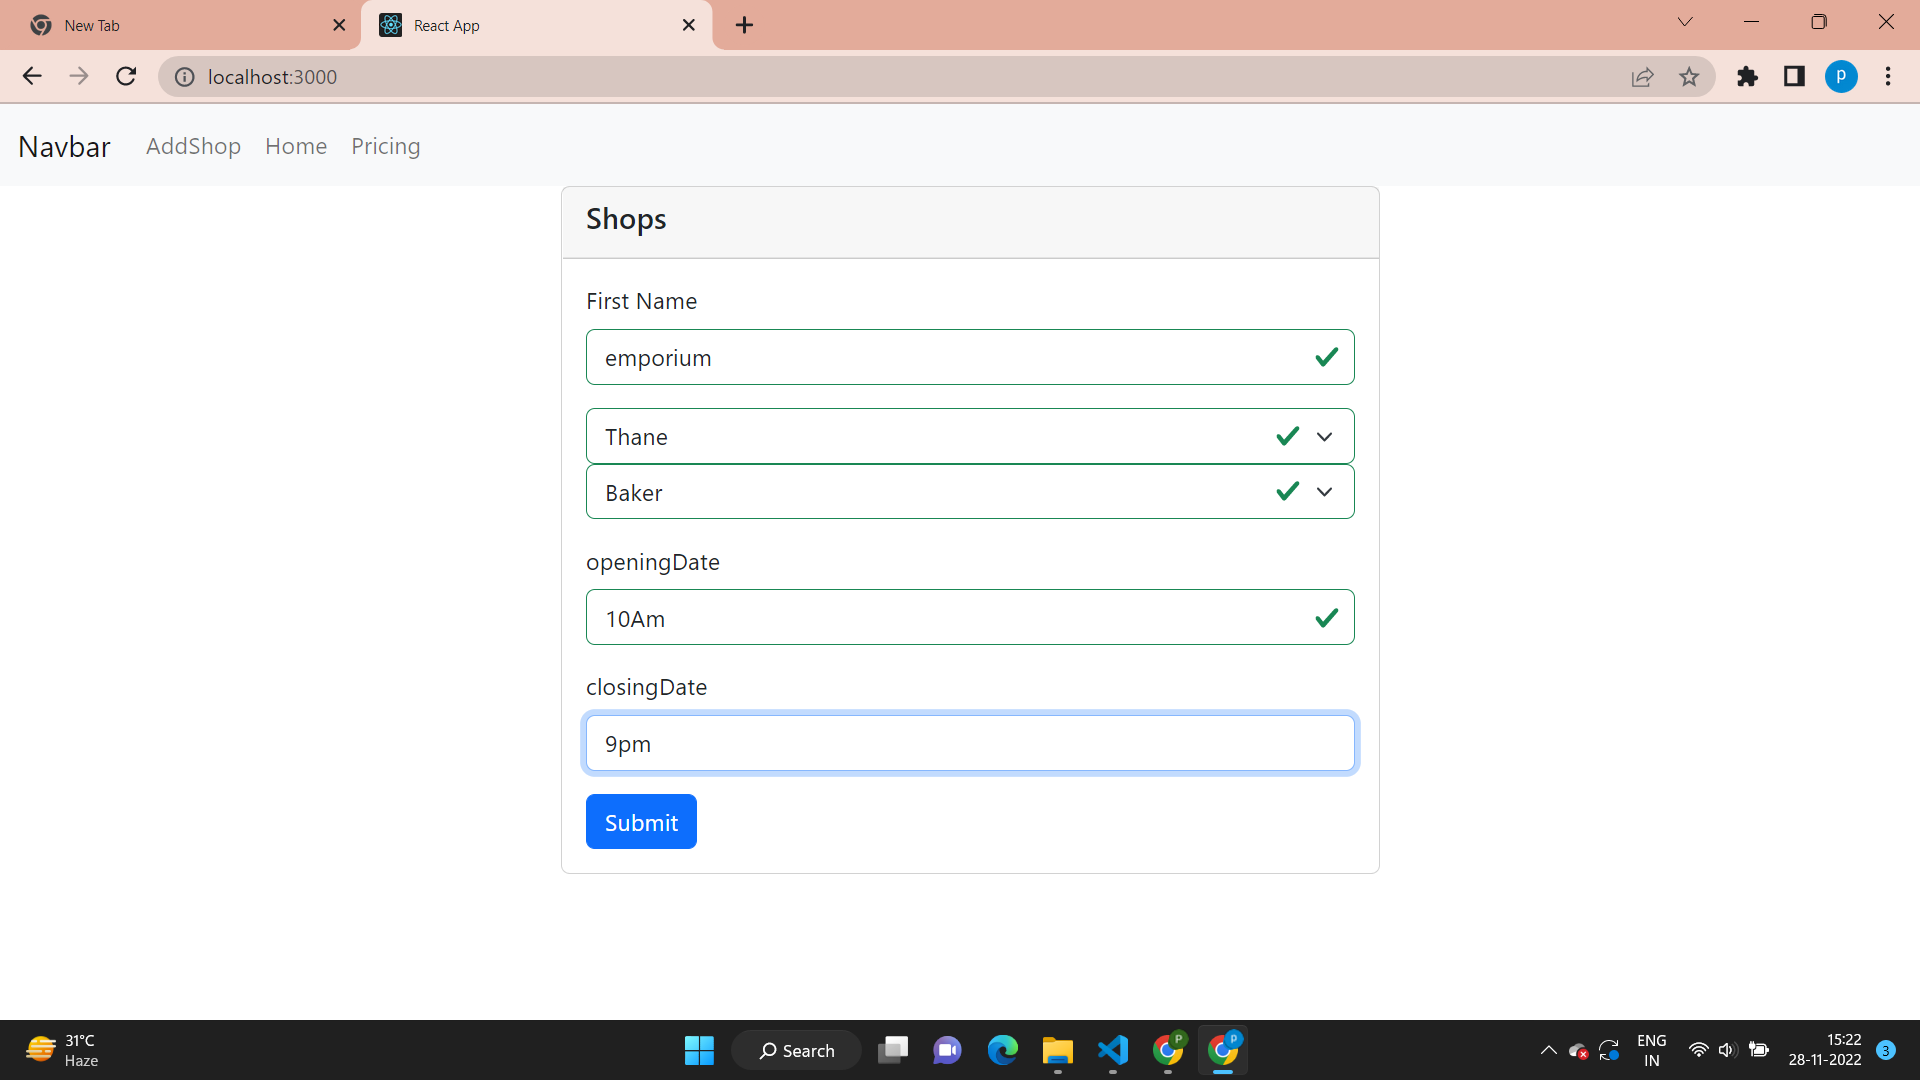 New Tab
React App
localhost:3000
P
Navbar
AddShop
Home
Pricing
Shops
First Name
emporium
Thane
Baker
openingDate
10Am
closingDate
9pm
Submit
31°C
Haze
Search
P
P
ENG
IN
15:22
28-11-2022
3